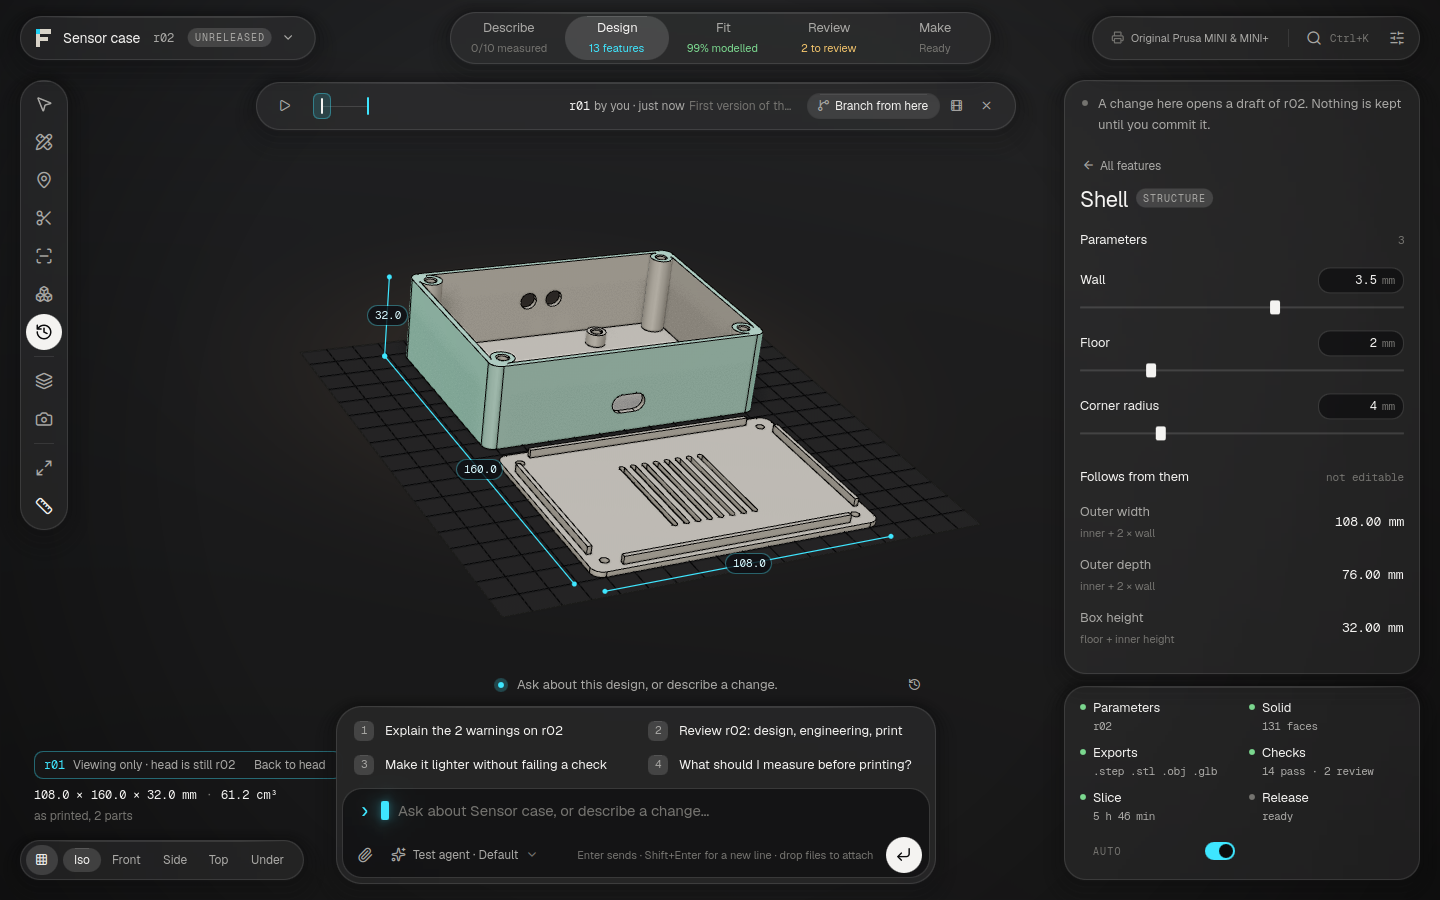 Sensor case r02 UNRELEASED
Describe
0/10 measured
Design
13 features
Fit
99% modelled
Review
2 to review
Make
Ready
Original Prusa MINI & MINI+
Ctrl+K
r01 by you · just now First version of th...
Branch from here
A change here opens a draft of r02. Nothing is kept
until you commit it.
All features
Shell STRUCTURE
Parameters 3
Wall 3.5 mm
Floor 2 mm
Corner radius 4 mm
Follows from them not editable
Outer width
inner + 2 × wall
108.00 mm
Outer depth
inner + 2 × wall
76.00 mm
Box height
floor + inner height
32.00 mm
32.0
160.0
108.0
Ask about this design, or describe a change.
1 Explain the 2 warnings on r02
2 Review r02: design, engineering, print
3 Make it lighter without failing a check
4 What should I measure before printing?
Ask about Sensor case, or describe a change...
Test agent · Default
Enter sends · Shift+Enter for a new line · drop files to attach
r01 Viewing only · head is still r02 Back to head
108.0 × 160.0 × 32.0 mm · 61.2 cm³
as printed, 2 parts
Iso Front Side Top Under
Parameters
r02
Solid
131 faces
Exports
.step .stl .obj .glb
Checks
14 pass · 2 review
Slice
5 h 46 min
Release
ready
AUTO